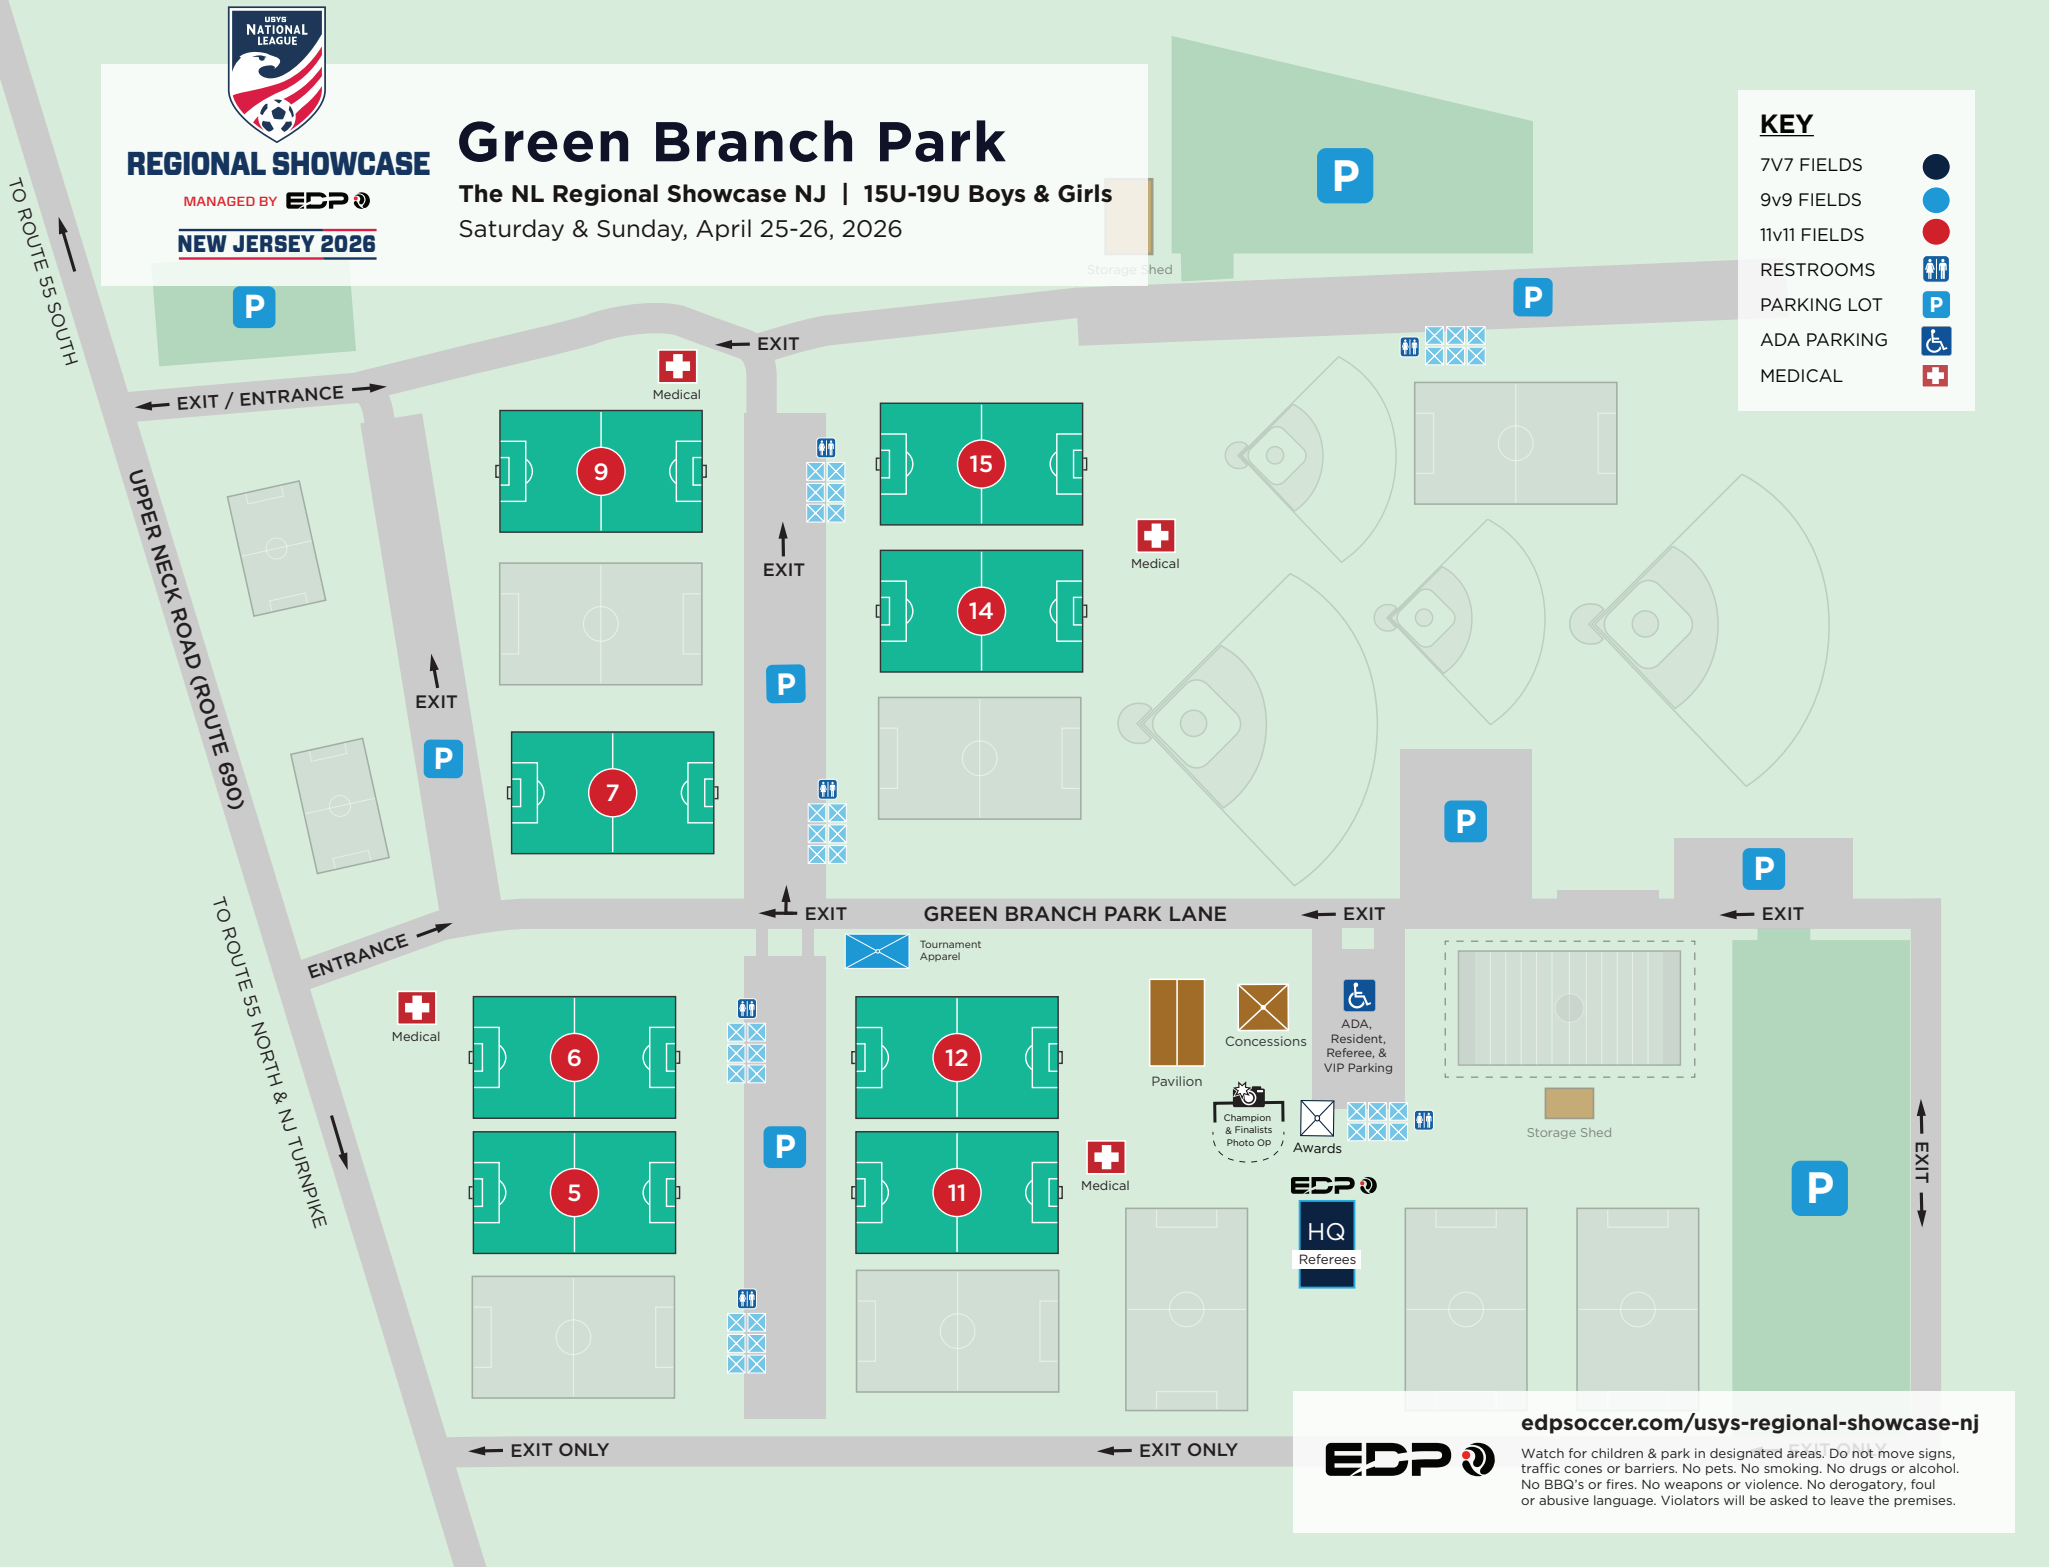 USYS
NATIONAL
LEAGUE
REGIONAL SHOWCASE
MANAGED BY EDP
NEW JERSEY 2026
Green Branch Park
The NL Regional Showcase NJ | 15U-19U Boys & Girls
Saturday & Sunday, April 25-26, 2026
KEY
7V7 FIELDS
9v9 FIELDS
11v11 FIELDS
RESTROOMS
PARKING LOT
P
ADA PARKING
MEDICAL
P
Storage Shed
P
P
TO ROUTE 55 SOUTH
EXIT
Medical
EXIT / ENTRANCE
9
15
UPPER NECK ROAD (ROUTE 690)
EXIT
Medical
14
P
EXIT
P
7
P
P
EXIT
GREEN BRANCH PARK LANE
EXIT
EXIT
ENTRANCE
TO ROUTE 55 NORTH & NJ TURNPIKE
Tournament
Apparel
Medical
6
12
Pavilion
Concessions
ADA,
Resident,
Referee, &
VIP Parking
Champion
& Finalists
Photo Op
Awards
Storage Shed
EXIT
P
5
11
Medical
P
EDP
HQ
Referees
EXIT ONLY
EXIT ONLY
EXIT ONLY
EDP
edpsoccer.com/usys-regional-showcase-nj
Watch for children & park in designated areas. Do not move signs,
traffic cones or barriers. No pets. No smoking. No drugs or alcohol.
No BBQ's or fires. No weapons or violence. No derogatory, foul
or abusive language. Violators will be asked to leave the premises.